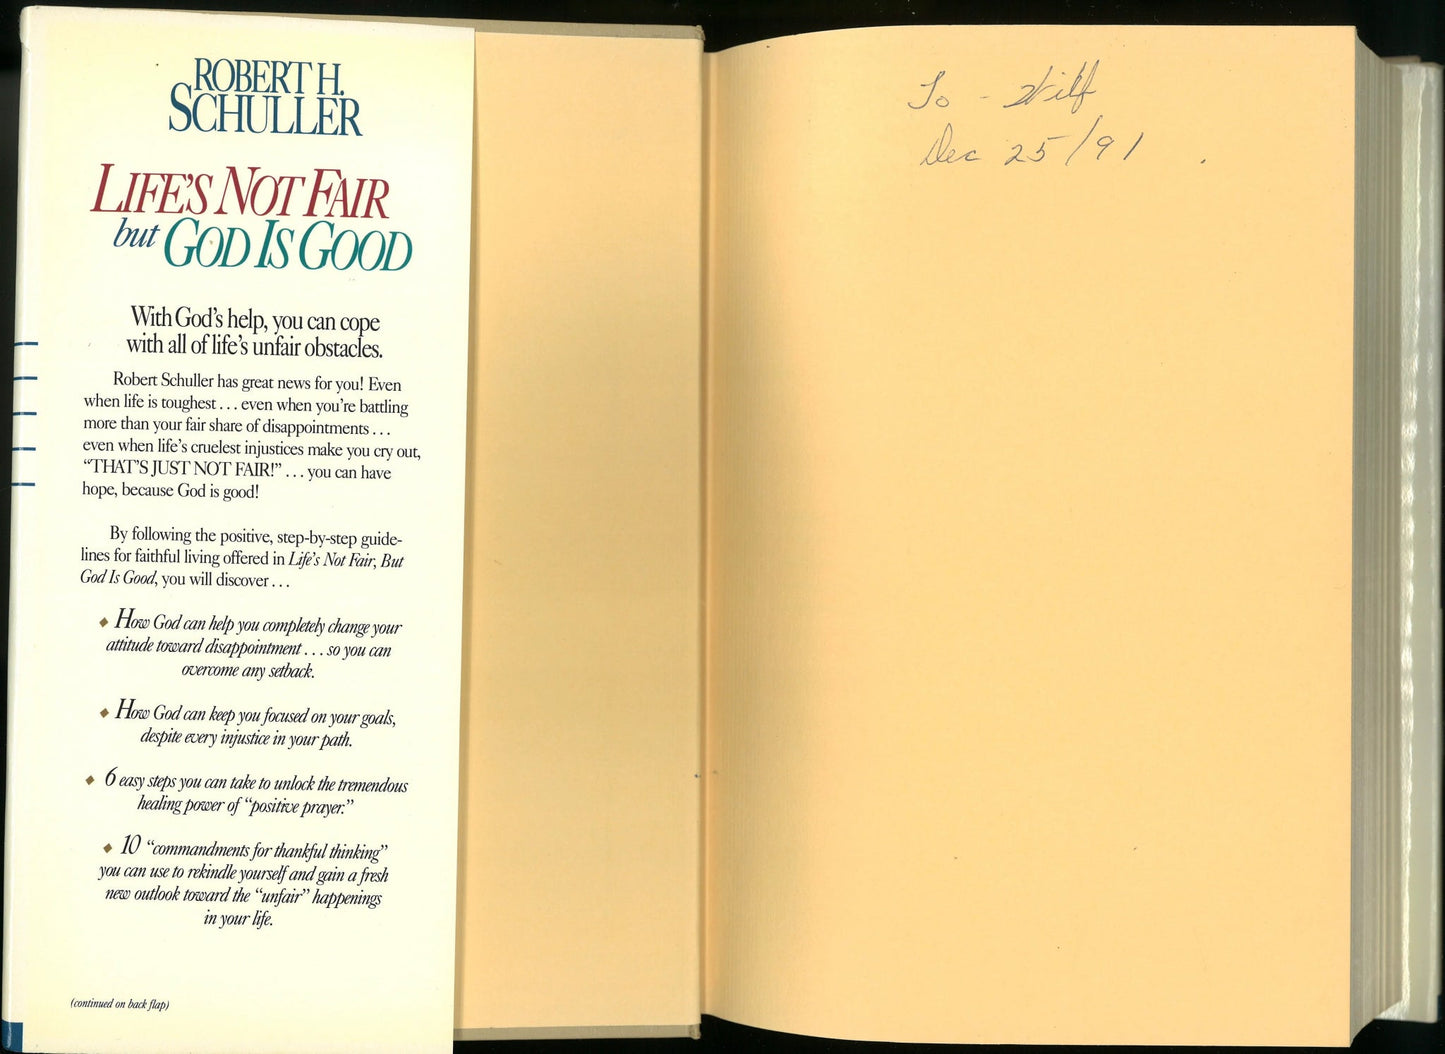 ROBERT H.
SCHULLER
LIFE'S NOT FAIR
but GOD IS GOOD
With God's help, you can cope
with all of life's unfair obstacles.
Robert Schuller has great news for you! Even
when life is toughest . . . even when you're battling
more than your fair share of disappointments . . .
even when life's cruelest injustices make you cry out,
“THAT'S JUST NOT FAIR!” . . . you can have
hope, because God is good!
By following the positive, step-by-step guide-
lines for faithful living offered in Life's Not Fair, But
God Is Good, you will discover . . .
◆ How God can help you completely change your
attitude toward disappointment . . . so you can
overcome any setback.
◆ How God can keep you focused on your goals,
despite every injustice in your path.
◆ 6 easy steps you can take to unlock the tremendous
healing power of “positive prayer.”
◆ 10 “commandments for thankful thinking”
you can use to rekindle yourself and gain a fresh
new outlook toward the “unfair” happenings
in your life.
(continued on back flap)
To - Wilf
Dec 25/91